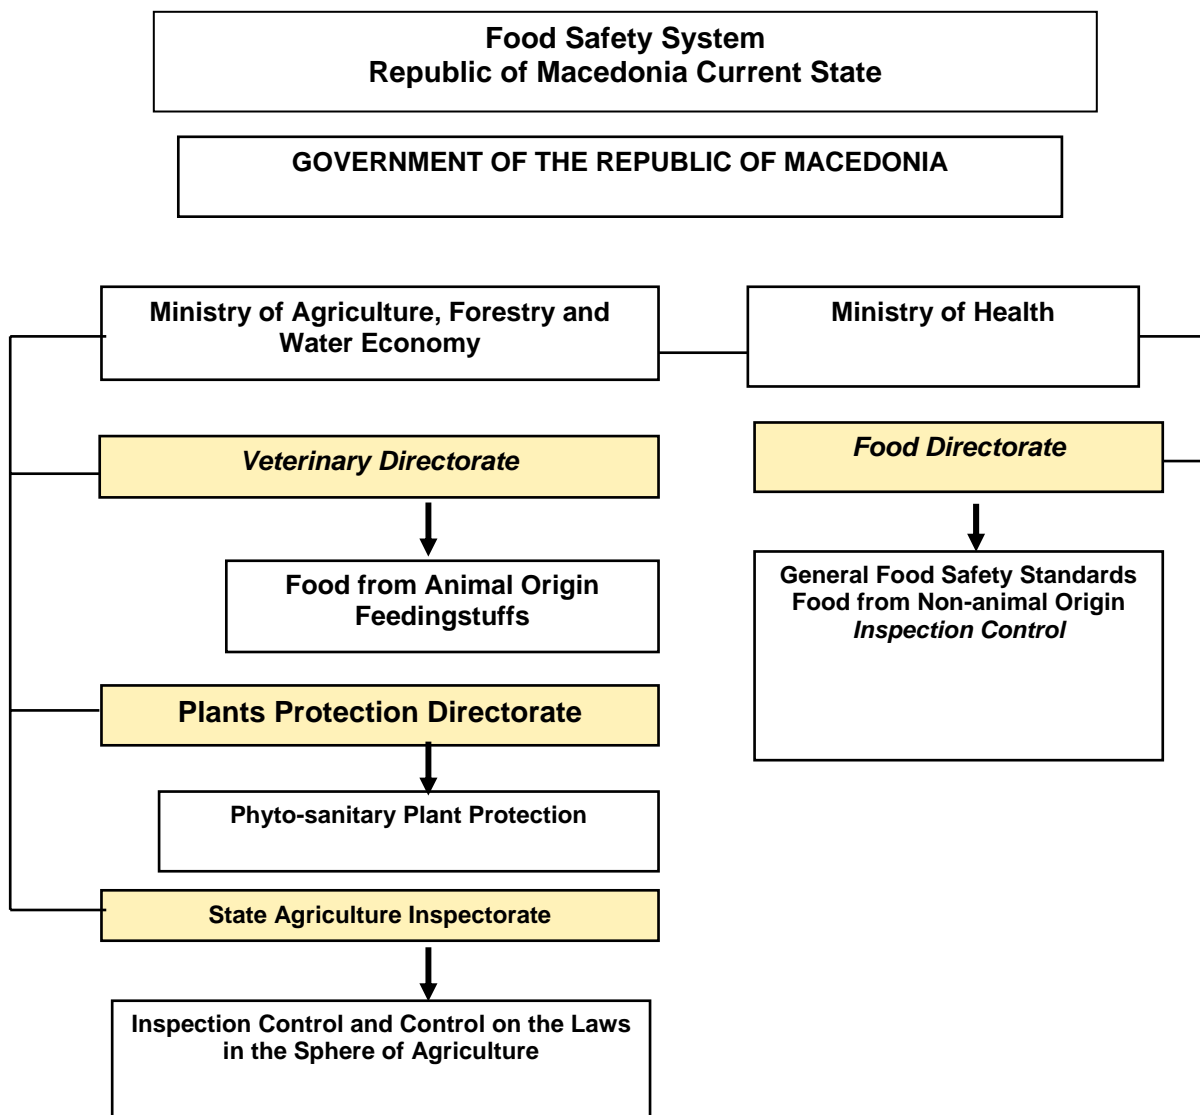 Food Safety System
Republic of Macedonia Current State
GOVERNMENT OF THE REPUBLIC OF MACEDONIA
Ministry of Agriculture, Forestry and
Water Economy
Ministry of Health
Veterinary Directorate
Food Directorate
Food from Animal Origin
Feedingstuffs
General Food Safety Standards
Food from Non-animal Origin
Inspection Control
Plants Protection Directorate
Phyto-sanitary Plant Protection
State Agriculture Inspectorate
Inspection Control and Control on the Laws
in the Sphere of Agriculture